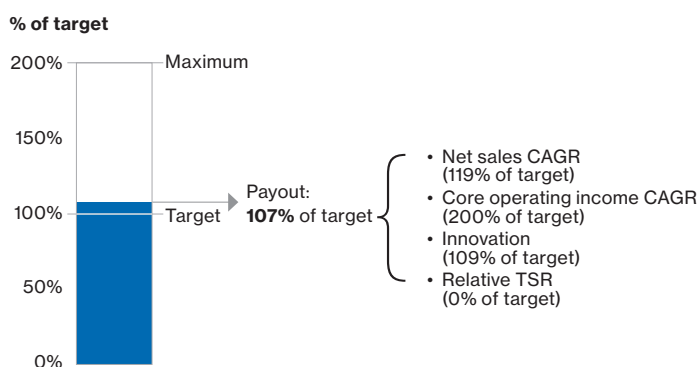 % of target
200%
Maximum
150%
100%
Target
50%
0%
Payout:
107% of target
• Net sales CAGR
(119% of target)
• Core operating income CAGR
(200% of target)
• Innovation
(109% of target)
• Relative TSR
(0% of target)